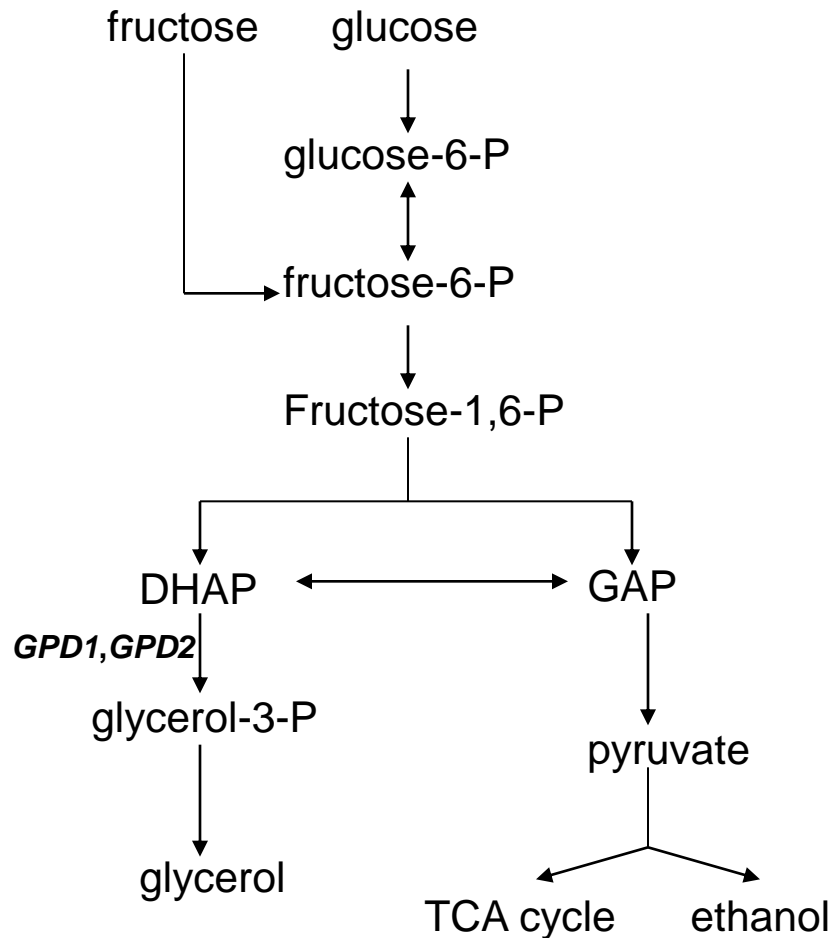 fructose glucose
glucose-6-P
fructose-6-P
Fructose-1,6-P
DHAP GAP
GPD1,GPD2
glycerol-3-P
pyruvate
glycerol
TCA cycle ethanol